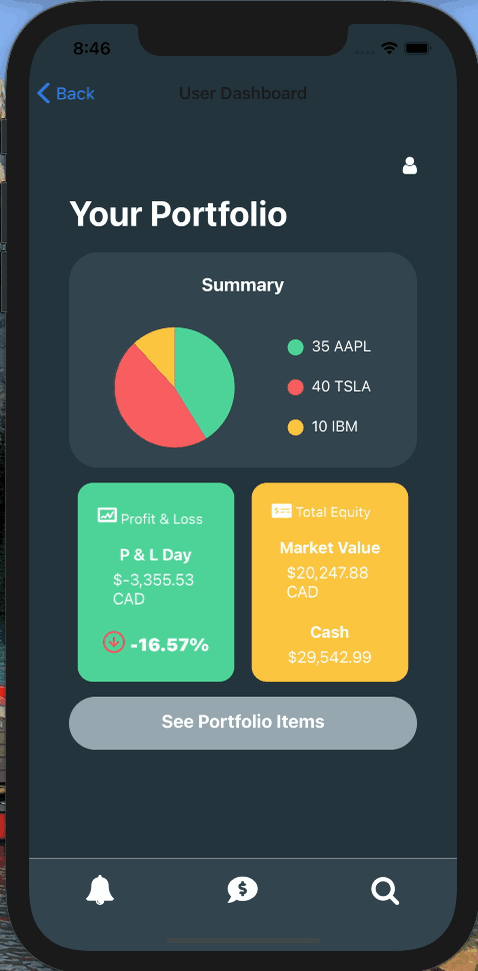 8:46
Back
User Dashboard
Your Portfolio
Summary
35 AAPL
40 TSLA
10 IBM
Profit & Loss
P & L Day
$-3,355.53
CAD
-16.57%
Total Equity
Market Value
$20,247.88
CAD
Cash
$29,542.99
See Portfolio Items